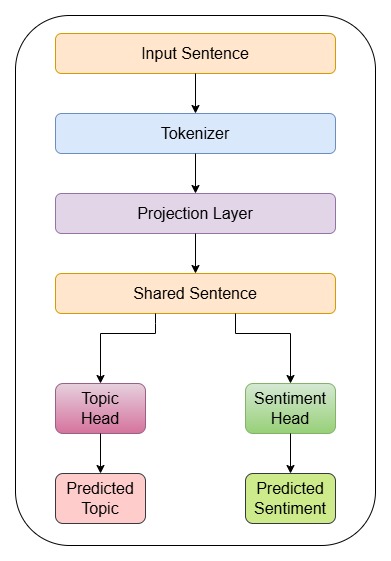 Input Sentence
Tokenizer
Projection Layer
Shared Sentence
Topic
Head
Sentiment
Head
Predicted
Topic
Predicted
Sentiment